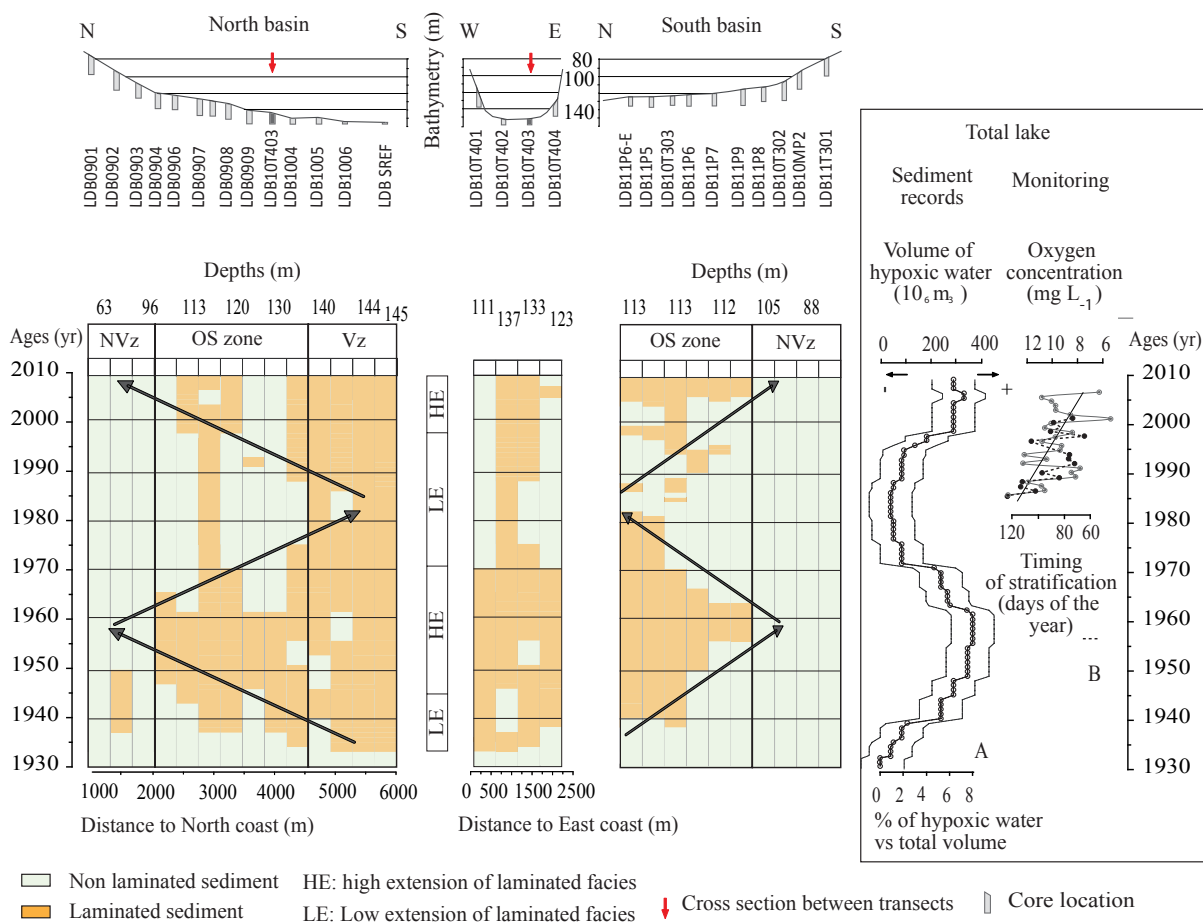 North basin
South basin
N
S
W
E
N
S
Bathymetry (m)
80
100
140
LDB0901
LDB0902
LDB0903
LDB0904
LDB0906
LDB0907
LDB0908
LDB0909
LDB10T403
LDB1004
LDB1005
LDB1006
LDB SREF
LDB10T401
LDB10T402
LDB10T403
LDB10T404
LDB11P6-E
LDB11P5
LDB10T303
LDB11P6
LDB11P7
LDB11P9
LDB11P8
LDB10T302
LDB10MP2
LDB11T301
Total lake
Sediment records
Monitoring
Volume of hypoxic water (10₆ m₃)
Oxygen concentration (mg L₋₁)
0 200 400
12 10 8 6
Ages (yr)
- +
Depths (m)
63 96 113 120 130 140 144 145
111 137 133 123
Depths (m)
113 113 112 105 88
Ages (yr)
NVz OS zone Vz
OS zone NVz
2010
2000
1990
1980
1970
1960
1950
1940
1930
HE
LE
HE
LE
2010
2000
1990
1980
1970
1960
1950
1940
1930
120 80 60
Timing of stratification (days of the year)
B
A
0 2 4 6 8
% of hypoxic water vs total volume
1000 2000 3000 4000 5000 6000
Distance to North coast (m)
0 500 1500 2500
Distance to East coast (m)
Non laminated sediment
Laminated sediment
HE: high extension of laminated facies
LE: Low extension of laminated facies
Cross section between transects
Core location